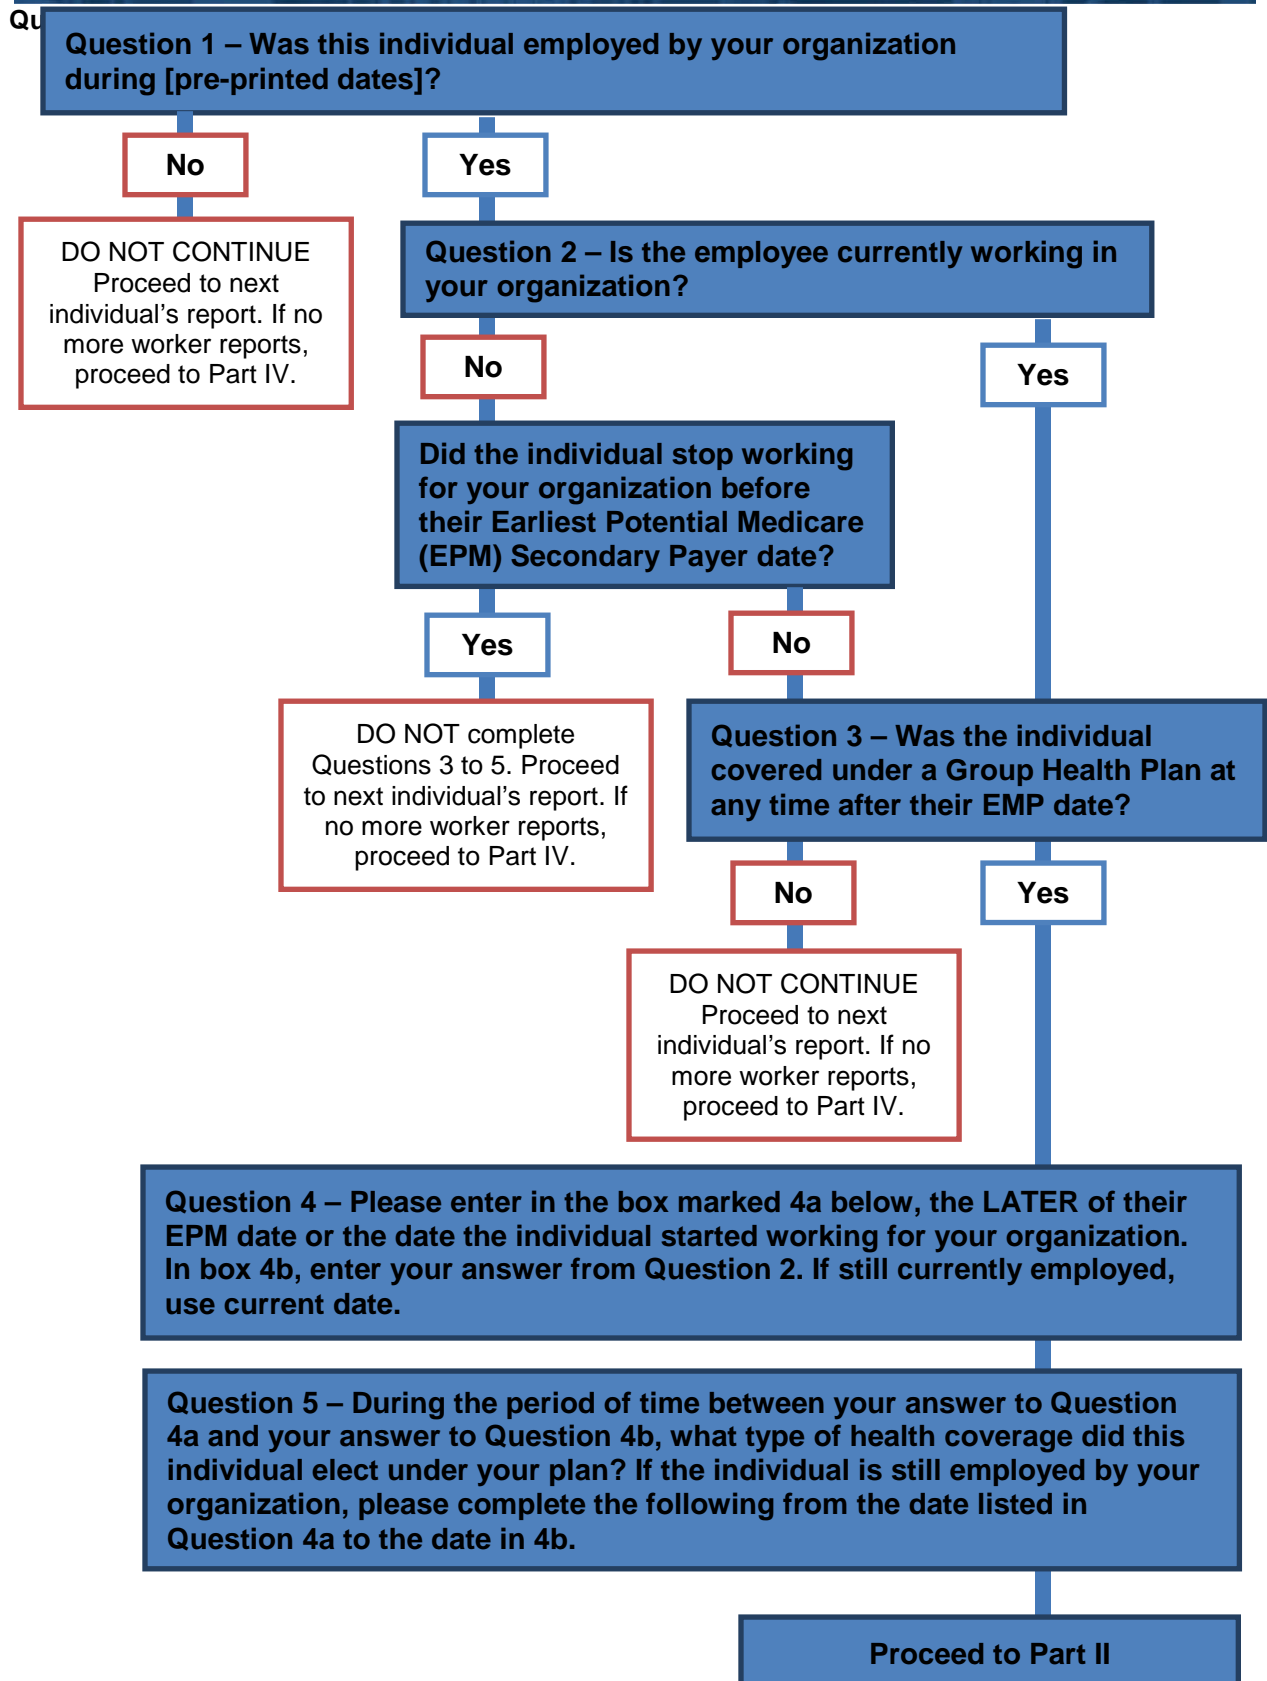 Qu
Question 1 – Was this individual employed by your organization
during [pre-printed dates]?
No
Yes
DO NOT CONTINUE
Proceed to next
individual's report. If no
more worker reports,
proceed to Part IV.
Question 2 – Is the employee currently working in
your organization?
No
Yes
Did the individual stop working
for your organization before
their Earliest Potential Medicare
(EPM) Secondary Payer date?
Yes
No
DO NOT complete
Questions 3 to 5. Proceed
to next individual's report. If
no more worker reports,
proceed to Part IV.
Question 3 – Was the individual
covered under a Group Health Plan at
any time after their EMP date?
No
Yes
DO NOT CONTINUE
Proceed to next
individual's report. If no
more worker reports,
proceed to Part IV.
Question 4 – Please enter in the box marked 4a below, the LATER of their
EPM date or the date the individual started working for your organization.
In box 4b, enter your answer from Question 2. If still currently employed,
use current date.
Question 5 – During the period of time between your answer to Question
4a and your answer to Question 4b, what type of health coverage did this
individual elect under your plan? If the individual is still employed by your
organization, please complete the following from the date listed in
Question 4a to the date in 4b.
Proceed to Part II